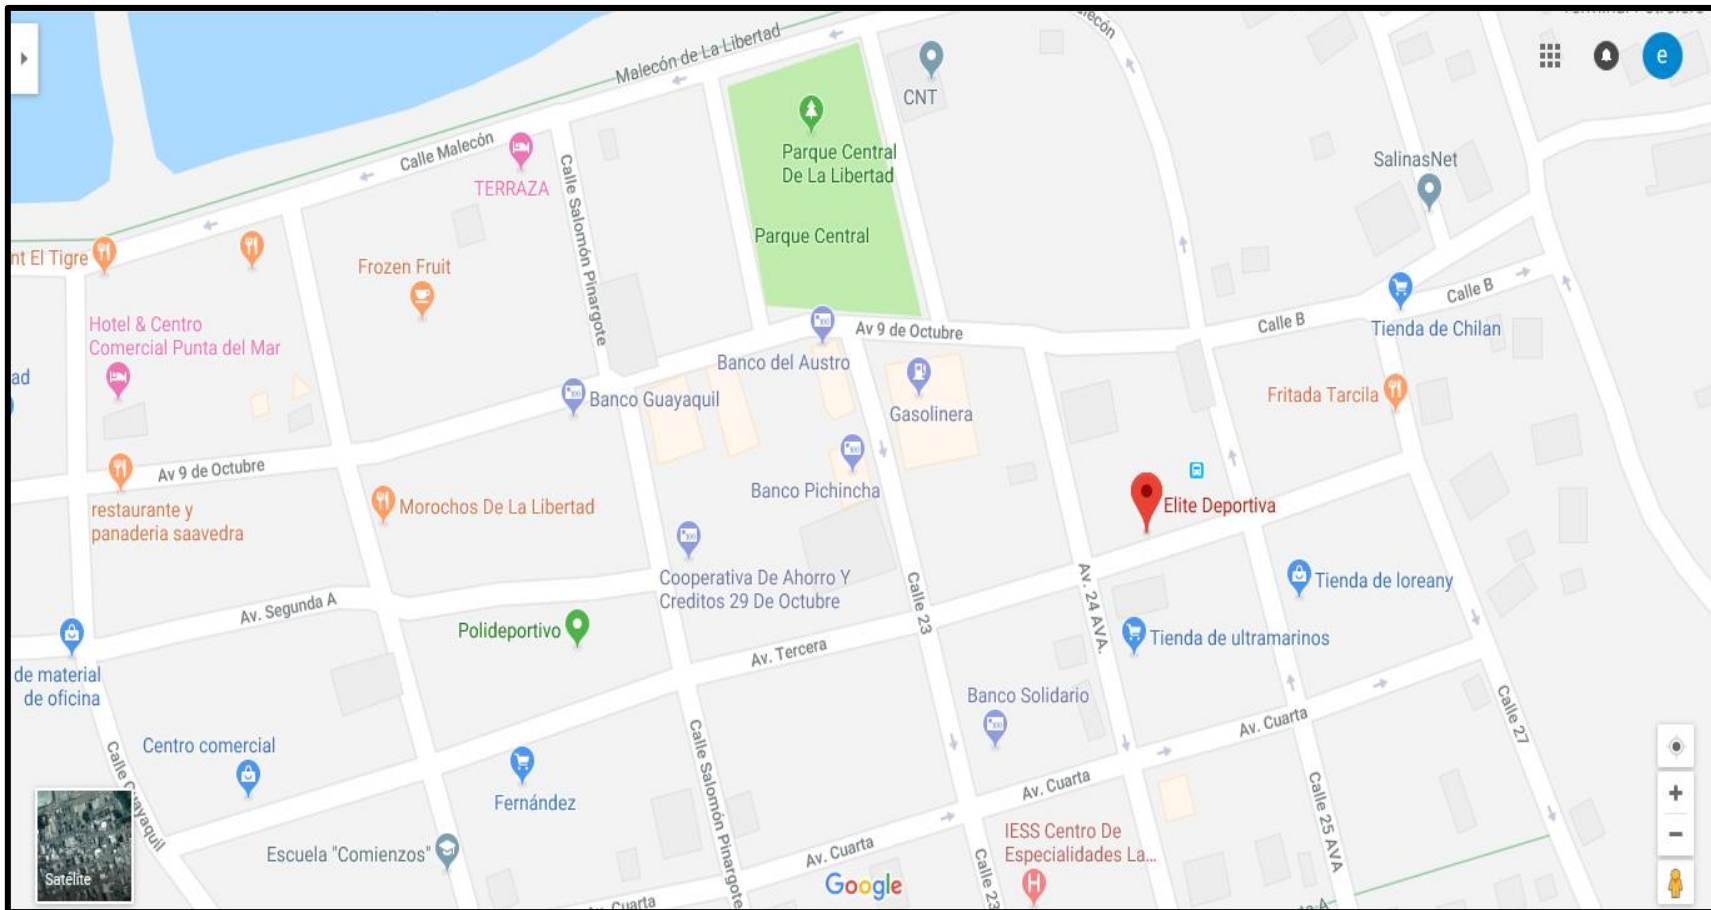 Malecón de La Libertad
CNT
e
Parque Central
De La Libertad
Calle Malecón
TERRAZA
Calle Salomón Pinargote
SalinasNet
Parque Central
nt El Tigre
Frozen Fruit
Hotel & Centro
Comercial Punta del Mar
Calle B
Calle B
Tienda de Chilan
Av 9 de Octubre
Banco del Austro
ad
Banco Guayaquil
Gasolinera
Fritada Tarcila
Av 9 de Octubre
Banco Pichincha
restaurante y
panaderia saavedra
Morochos De La Libertad
Elite Deportiva
Cooperativa De Ahorro Y
Creditos 29 De Octubre
Calle 23
Av. 24 AVA.
Tienda de loreany
Av. Segunda A
Polideportivo
Av. Tercera
Tienda de ultramarinos
de material
de oficina
Banco Solidario
Calle 27
Av. Cuarta
Centro comercial
Calle Guayaquil
Calle Salomón Pinargote
Fernández
Av. Cuarta
Calle 25 AVA
Escuela "Comienzos"
Av. Cuarta
IESS Centro De
Especialidades La...
Calle 23
Satélite
Google
Cuarta